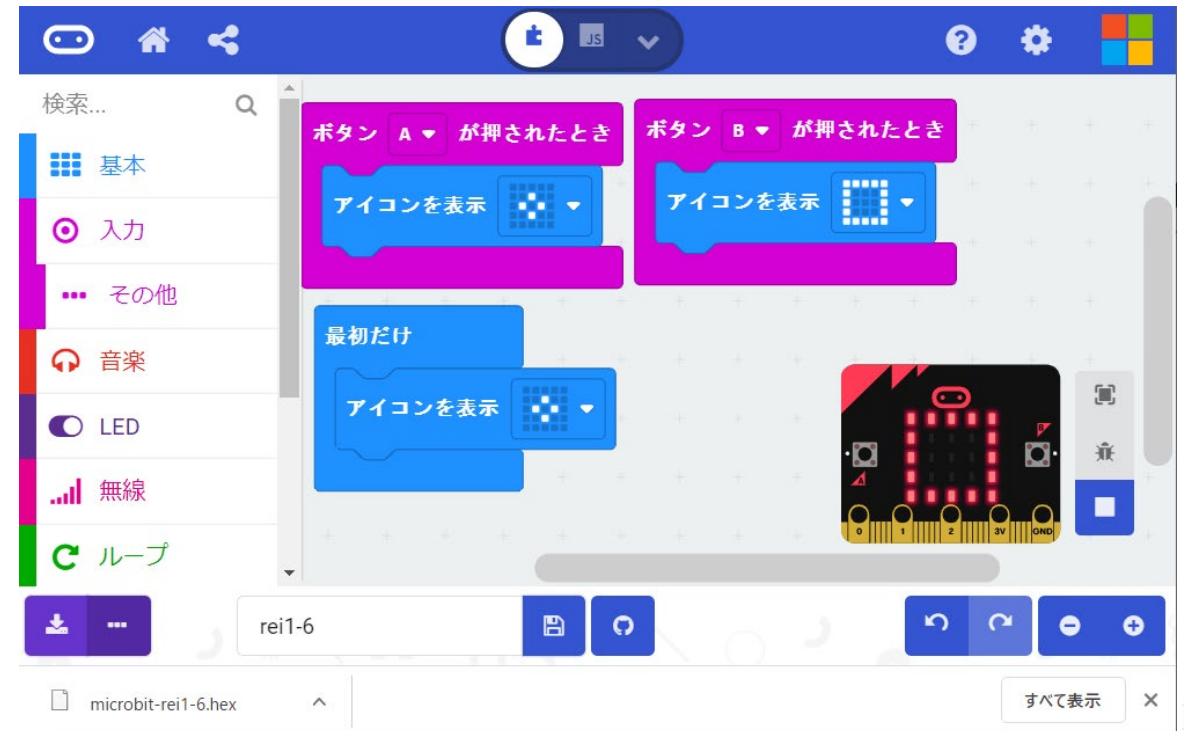 JS
検索...
基本
入力
その他
音楽
LED
無線
ループ
ボタン A が押されたとき
アイコンを表示
ボタン B が押されたとき
アイコンを表示
最初だけ
アイコンを表示
A
B
0 1 2 3V GND
rei1-6
microbit-rei1-6.hex
すべて表示